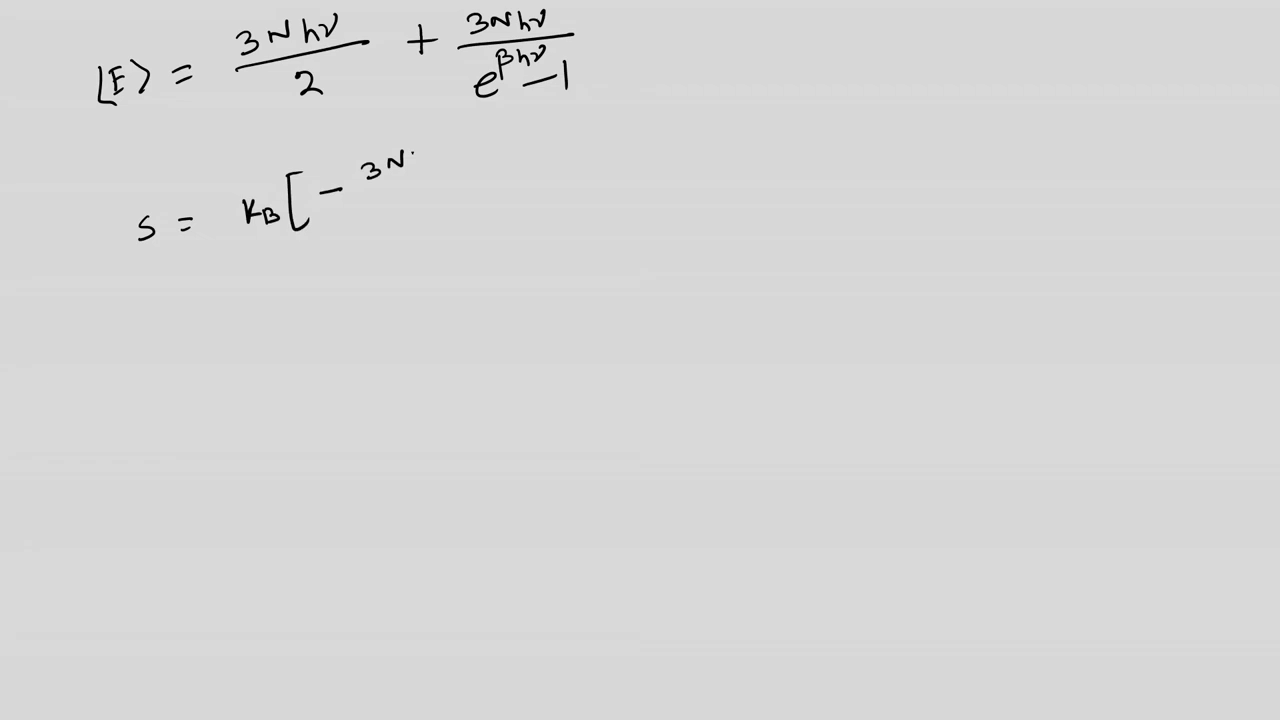 ⟨E⟩ = 3Nhν/2 + 3Nhν/(e^{βhν} − 1)
S = K_B [ − 3N